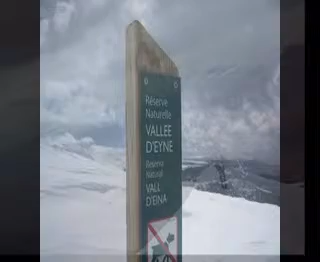 Réserve
Naturelle
VALLEE
D'EYNE
Reserva
Natural
VALL
D'EINA